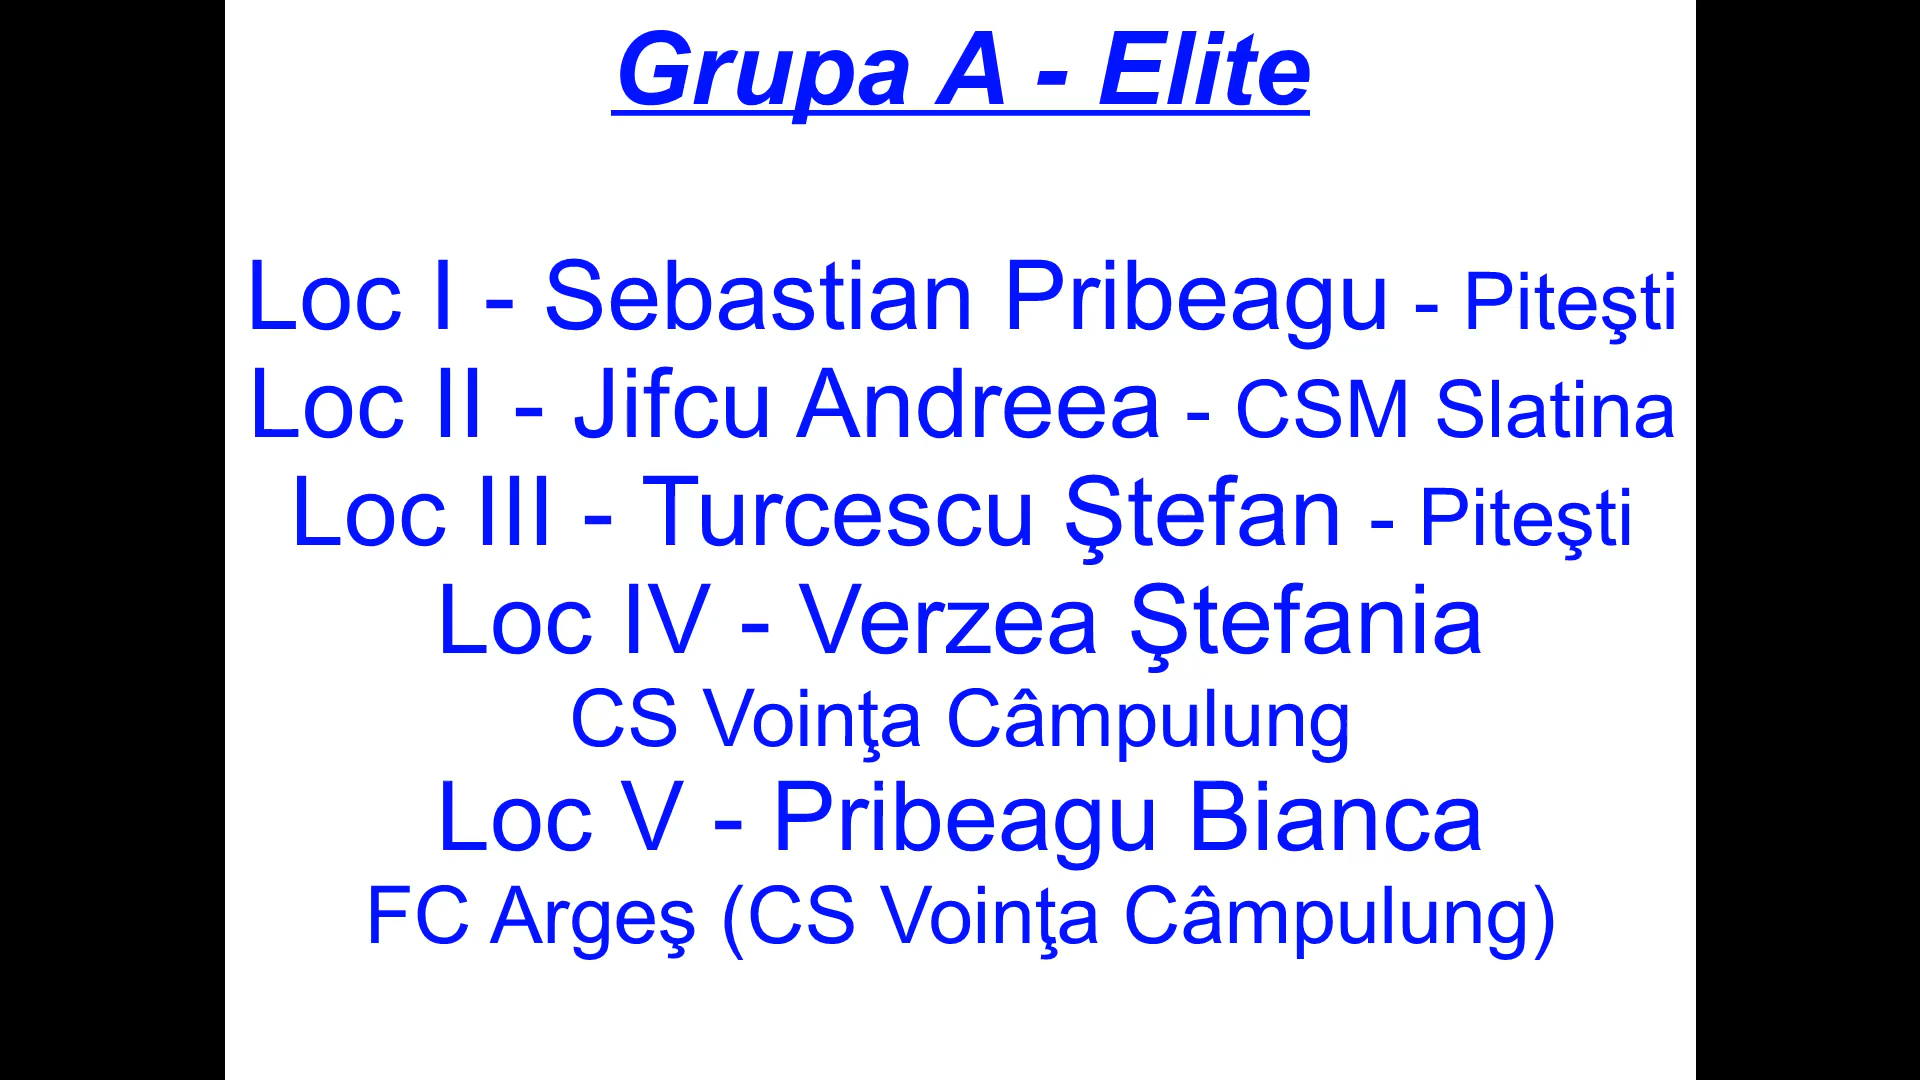 Grupa A - Elite
Loc I - Sebastian Pribeagu - Piteşti
Loc II - Jifcu Andreea - CSM Slatina
Loc III - Turcescu Ştefan - Piteşti
Loc IV - Verzea Ştefania
CS Voinţa Câmpulung
Loc V - Pribeagu Bianca
FC Argeş (CS Voinţa Câmpulung)